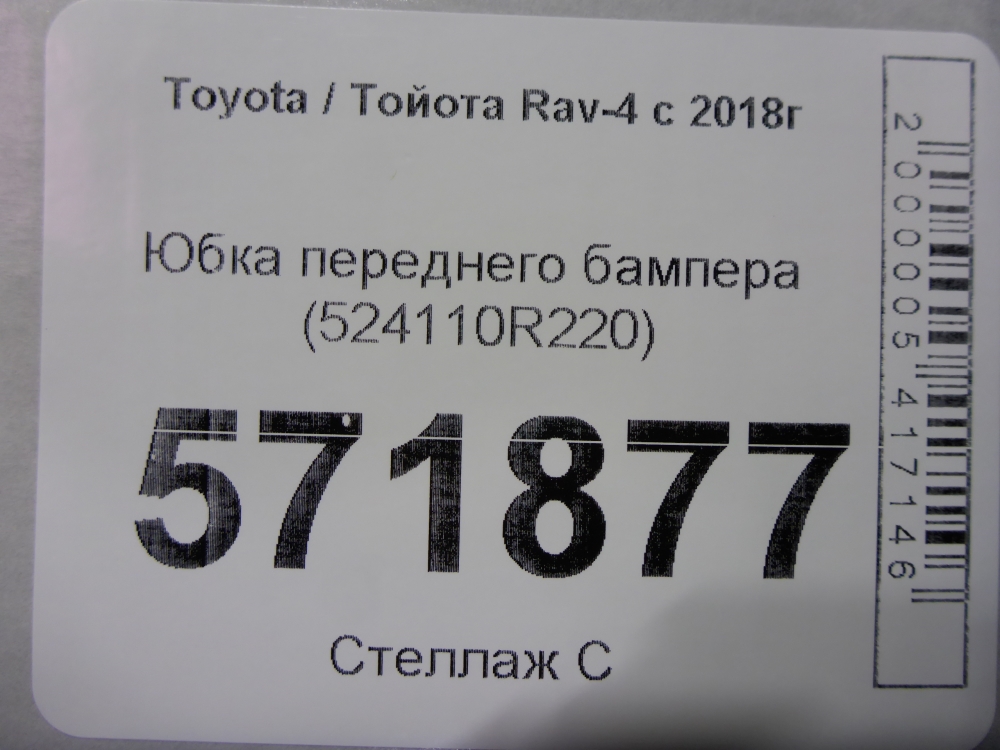 Toyota / Тойота Rav-4 с 2018г
Юбка переднего бампера
(524110R220)
571877
Стеллаж С
2000005417146